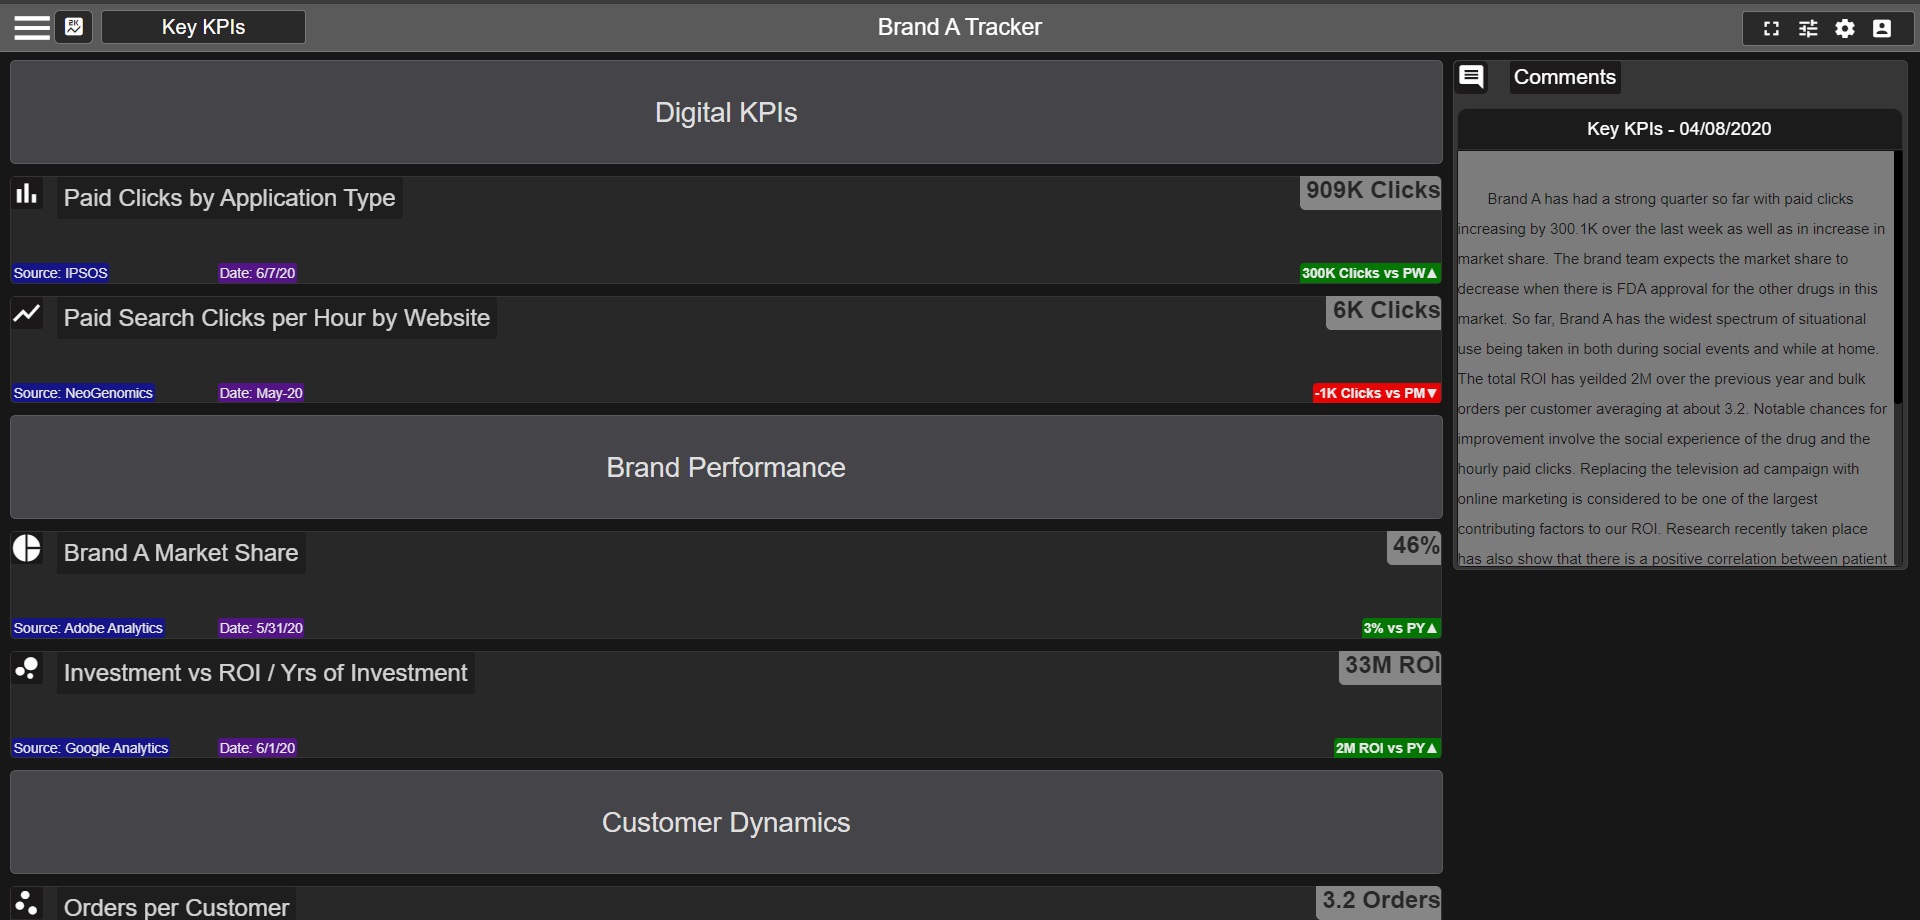 Key KPIs
Brand A Tracker
Digital KPIs
Paid Clicks by Application Type
909K Clicks
Source: IPSOS
Date: 6/7/20
300K Clicks vs PW▲
Paid Search Clicks per Hour by Website
6K Clicks
Source: NeoGenomics
Date: May-20
-1K Clicks vs PM▼
Brand Performance
Brand A Market Share
46%
Source: Adobe Analytics
Date: 5/31/20
3% vs PY▲
Investment vs ROI / Yrs of Investment
33M ROI
Source: Google Analytics
Date: 6/1/20
2M ROI vs PY▲
Customer Dynamics
Orders per Customer
3.2 Orders
Comments
Key KPIs - 04/08/2020
Brand A has had a strong quarter so far with paid clicks
increasing by 300.1K over the last week as well as in increase in
market share. The brand team expects the market share to
decrease when there is FDA approval for the other drugs in this
market. So far, Brand A has the widest spectrum of situational
use being taken in both during social events and while at home.
The total ROI has yeilded 2M over the previous year and bulk
orders per customer averaging at about 3.2. Notable chances for
improvement involve the social experience of the drug and the
hourly paid clicks. Replacing the television ad campaign with
online marketing is considered to be one of the largest
contributing factors to our ROI. Research recently taken place
has also show that there is a positive correlation between patient